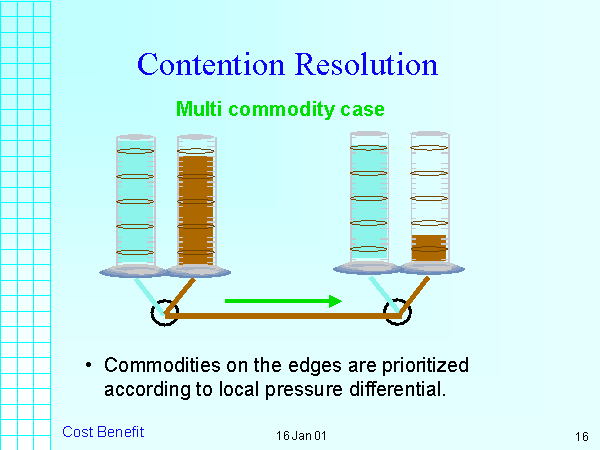 Contention Resolution
Multi commodity case
• Commodities on the edges are prioritized
according to local pressure differential.
Cost Benefit
16 Jan 01
16